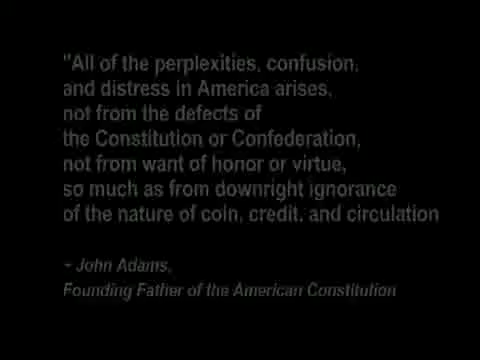 "All of the perplexities, confusion,
and distress in America arises,
not from the defects of
the Constitution or Confederation,
not from want of honor or virtue,
so much as from downright ignorance
of the nature of coin, credit, and circulation
~ John Adams,
Founding Father of the American Constitution